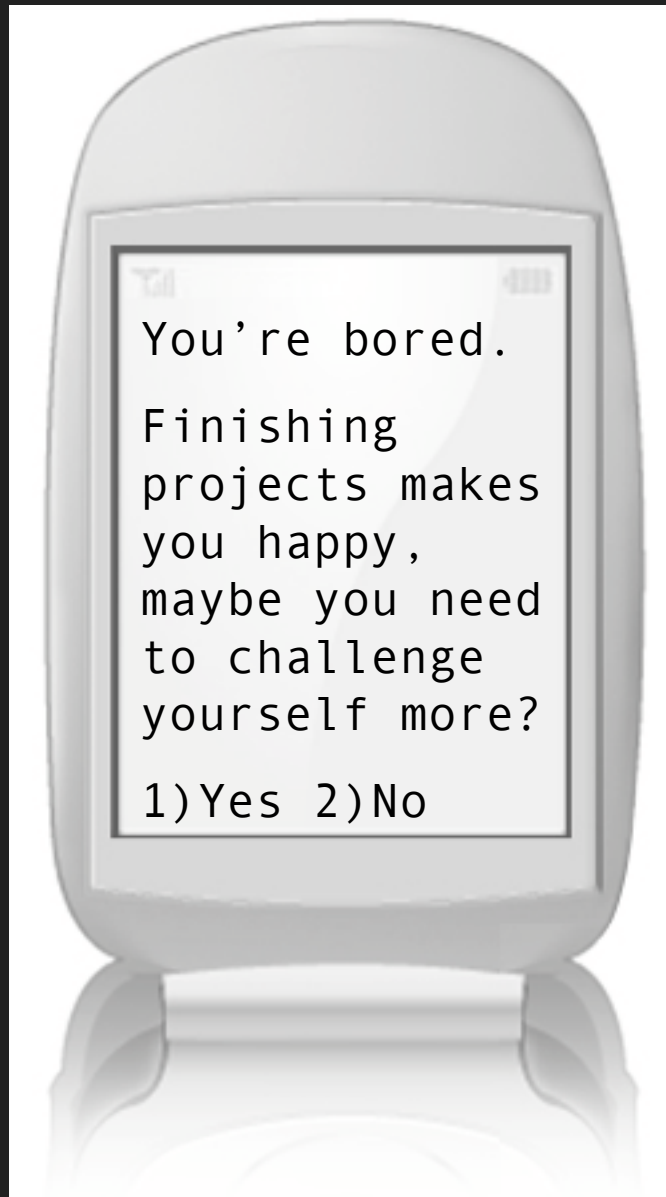 You’re bored.
Finishing
projects makes
you happy,
maybe you need
to challenge
yourself more?
1)Yes 2)No